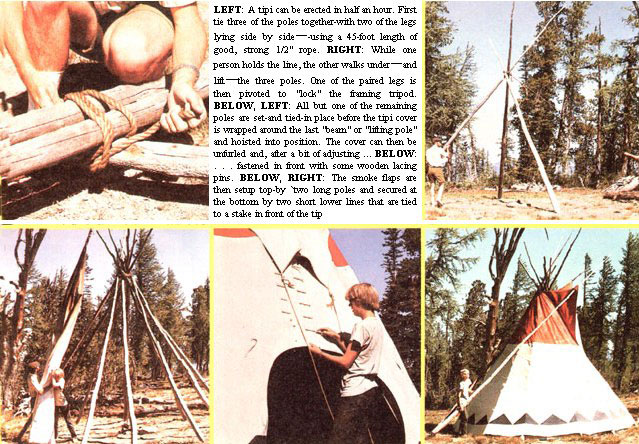 LEFT: A tipi can be erected in half an hour. First
tie three of the poles together-with two of the legs
lying side by side—-using a 45-foot length of
good, strong 1/2" rope. RIGHT: While one
person holds the line, the other walks under—and
lift—the three poles. One of the paired legs is
then pivoted to "lock" the framing tripod.
BELOW, LEFT: All but one of the remaining
poles are set-and tied-in place before the tipi cover
is wrapped around the last "beam" or "lifting pole"
and hoisted into position. The cover can then be
unfurled and, after a bit of adjusting ... BELOW:
. . . fastened in front with some wooden lacing
pins. BELOW, RIGHT: The smoke flaps are
then setup top-by `two long poles and secured at
the bottom by two short lower lines that are tied
to a stake in front of the tip